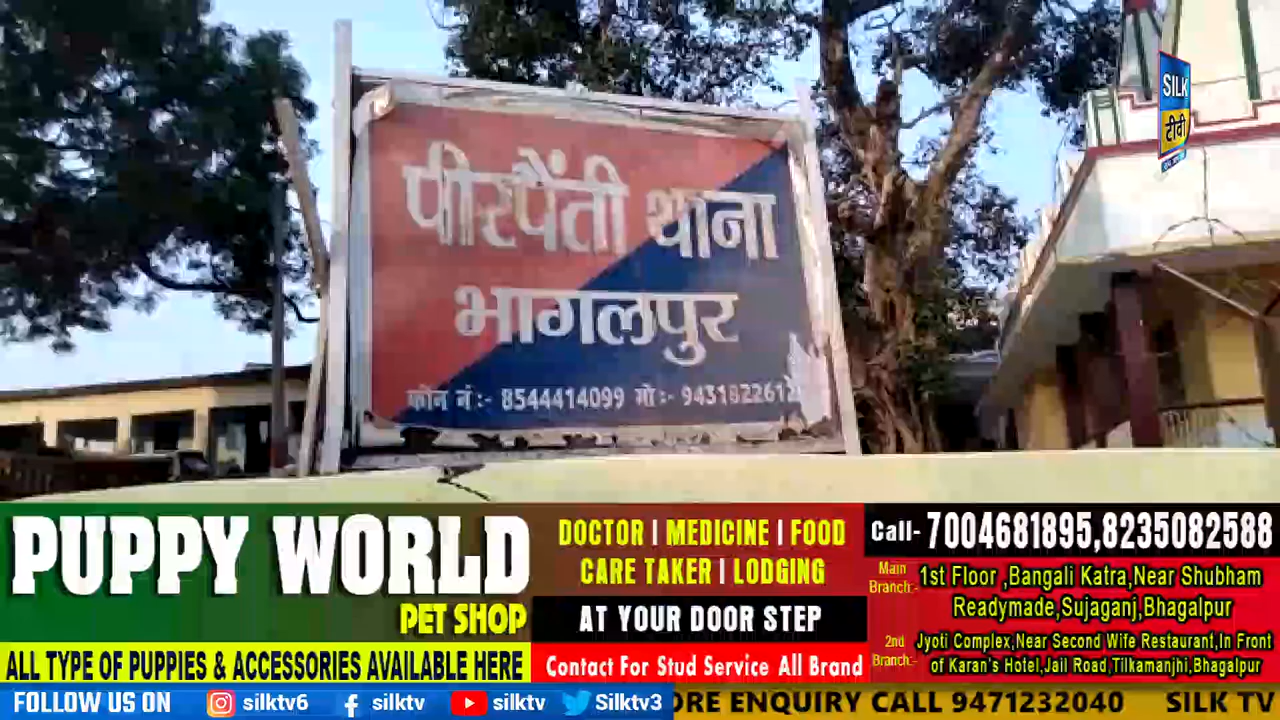 पीरपैंती थाना
भागलपुर
फोन नं:- 8544414099 मो:-
SILK
टीवी
PUPPY WORLD
PET SHOP
ALL TYPE OF PUPPIES & ACCESSORIES AVAILABLE HERE
DOCTOR | MEDICINE | FOOD
CARE TAKER | LODGING
AT YOUR DOOR STEP
Contact For Stud Service All Brand
Call- 7004681895,8235082588
Main Branch:- 1st Floor ,Bangali Katra,Near Shubham
Readymade,Sujaganj,Bhagalpur
2nd Branch:- Jyoti Complex,Near Second Wife Restaurant,In Front
of Karan's Hotel,Jail Road,Tilkamanjhi,Bhagalpur
FOLLOW US ON silktv6 silktv silktv Silktv3 ORE ENQUIRY CALL 9471232040 SILK TV